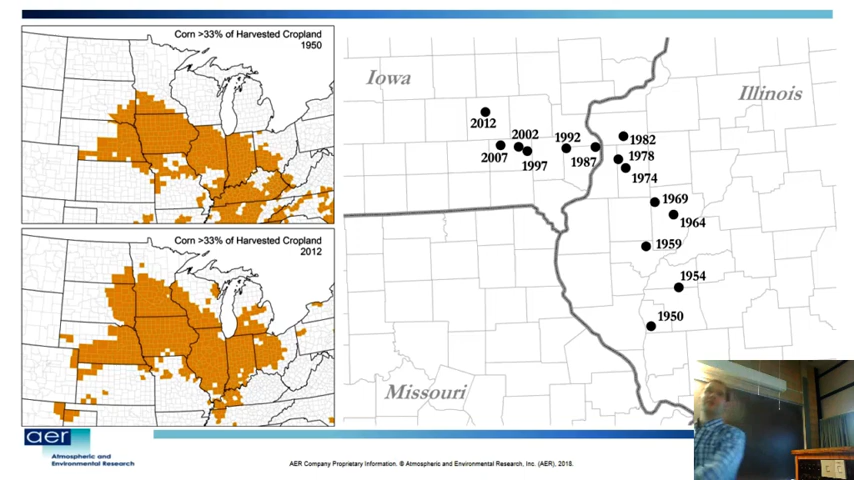 Corn >33% of Harvested Cropland
1950
Corn >33% of Harvested Cropland
2012
Iowa
Illinois
Missouri
2012
2002
1992
1982
2007
1997
1987
1978
1974
1969
1964
1959
1954
1950
aer
Atmospheric and
Environmental Research
AER Company Proprietary Information. © Atmospheric and Environmental Research, Inc. (AER), 2018.